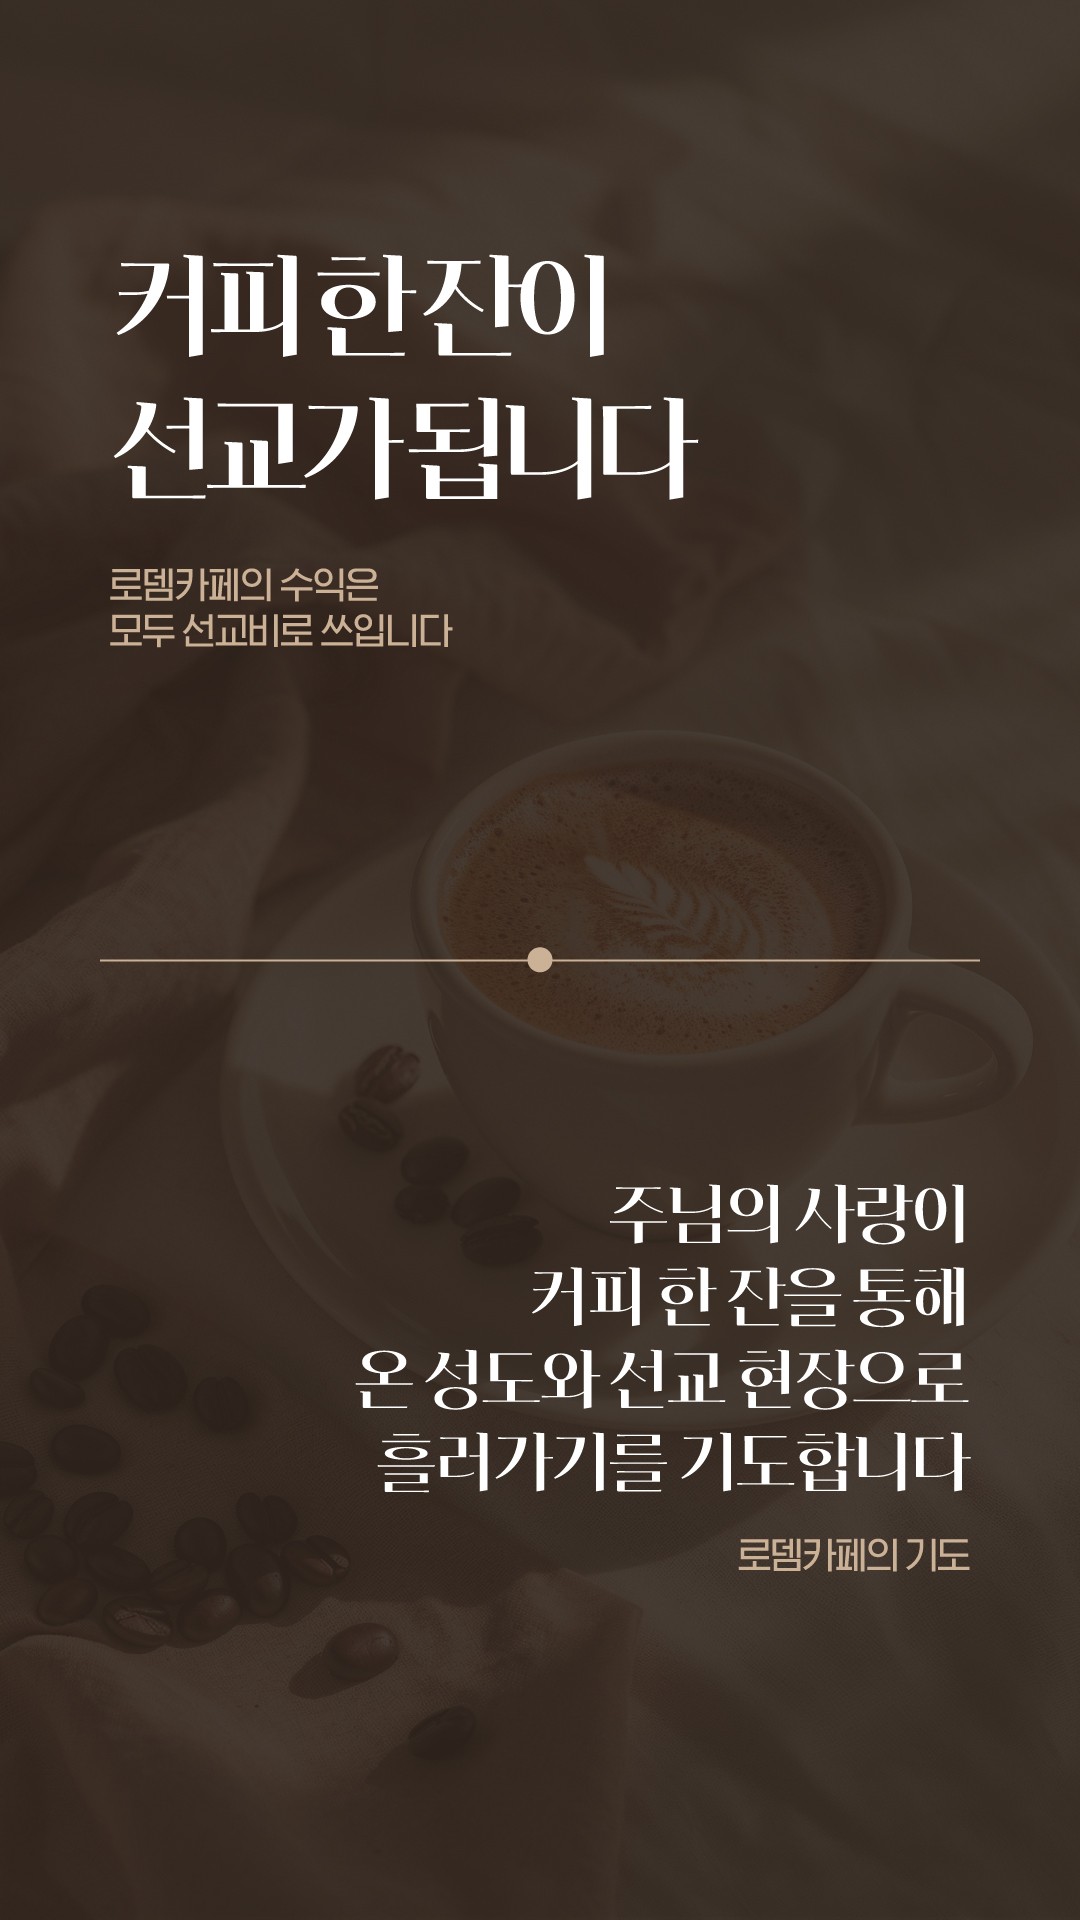 커피 한 잔이
선교가 됩니다
로뎀카페의 수익은
모두 선교비로 쓰입니다
주님의 사랑이
커피 한 잔을 통해
온 성도와 선교 현장으로
흘러가기를 기도합니다
로뎀카페의 기도